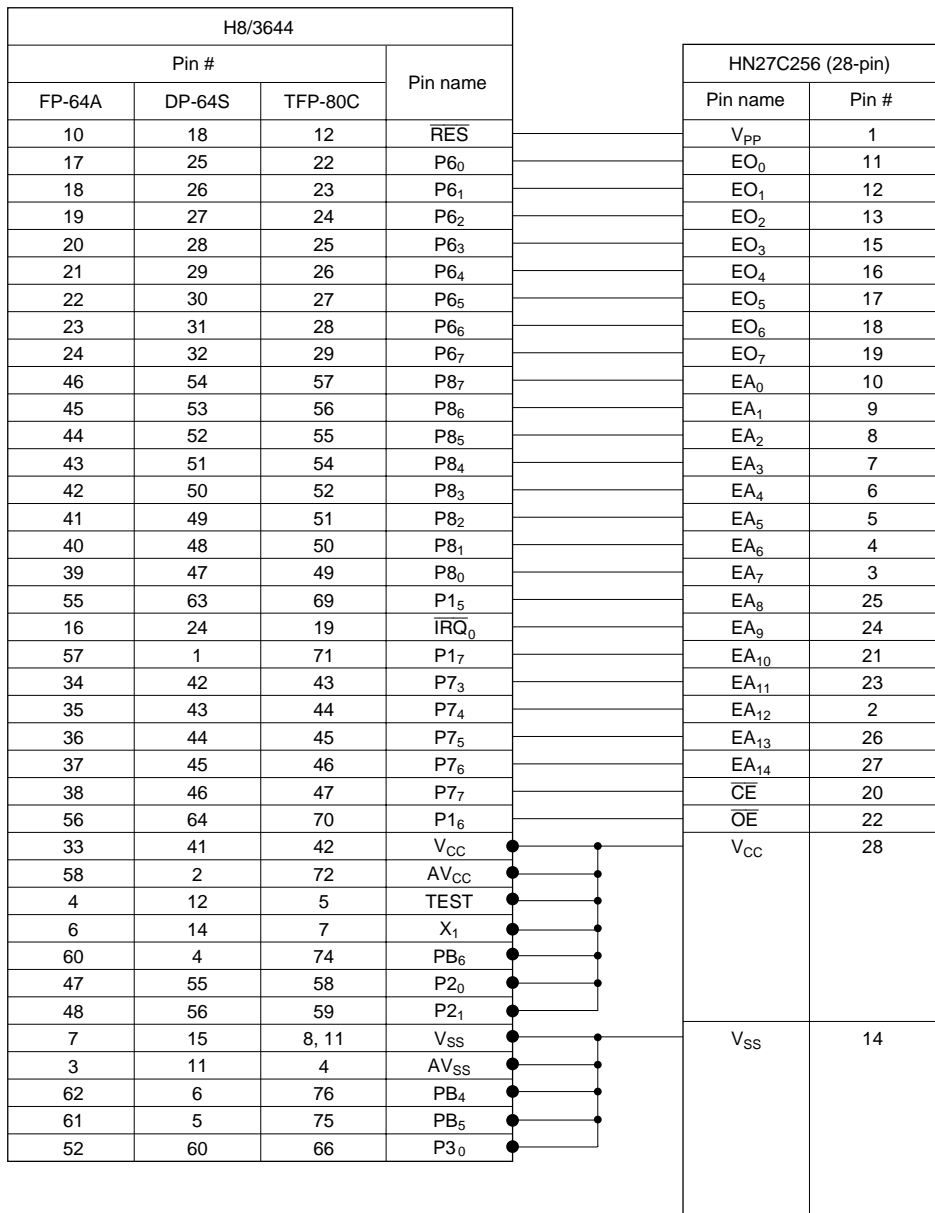 H8/3644
Pin #
Pin name
HN27C256 (28-pin)
FP-64A DP-64S TFP-80C Pin name Pin #
10 18 12 R̅E̅S̅ V_PP 1
17 25 22 P6₀ EO₀ 11
18 26 23 P6₁ EO₁ 12
19 27 24 P6₂ EO₂ 13
20 28 25 P6₃ EO₃ 15
21 29 26 P6₄ EO₄ 16
22 30 27 P6₅ EO₅ 17
23 31 28 P6₆ EO₆ 18
24 32 29 P6₇ EO₇ 19
46 54 57 P8₇ EA₀ 10
45 53 56 P8₆ EA₁ 9
44 52 55 P8₅ EA₂ 8
43 51 54 P8₄ EA₃ 7
42 50 52 P8₃ EA₄ 6
41 49 51 P8₂ EA₅ 5
40 48 50 P8₁ EA₆ 4
39 47 49 P8₀ EA₇ 3
55 63 69 P1₅ EA₈ 25
16 24 19 I̅R̅Q̅₀ EA₉ 24
57 1 71 P1₇ EA₁₀ 21
34 42 43 P7₃ EA₁₁ 23
35 43 44 P7₄ EA₁₂ 2
36 44 45 P7₅ EA₁₃ 26
37 45 46 P7₆ EA₁₄ 27
38 46 47 P7₇ C̅E̅ 20
56 64 70 P1₆ O̅E̅ 22
33 41 42 V_CC V_CC 28
58 2 72 AV_CC
4 12 5 TEST
6 14 7 X₁
60 4 74 PB₆
47 55 58 P2₀
48 56 59 P2₁
7 15 8, 11 V_SS V_SS 14
3 11 4 AV_SS
62 6 76 PB₄
61 5 75 PB₅
52 60 66 P3₀